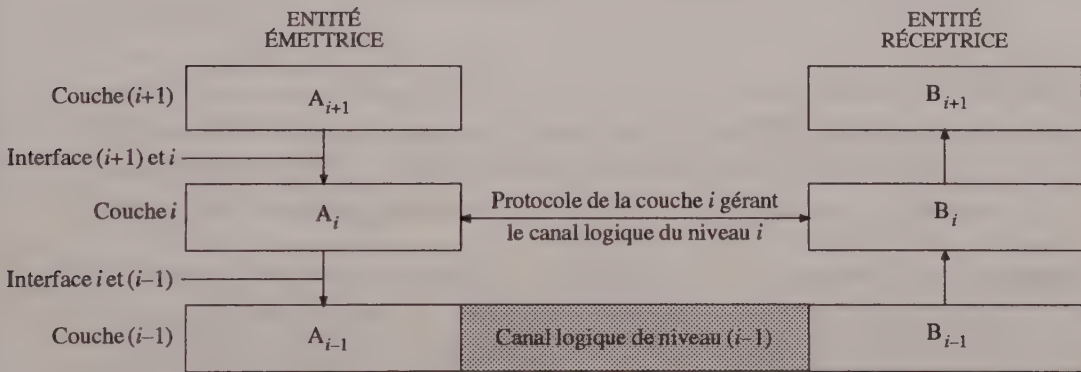 ENTITÉ
ÉMETTRICE
ENTITÉ
RÉCEPTRICE
Couche (i+1)
A_{i+1}
B_{i+1}
Interface (i+1) et i
Couche i
A_i
Protocole de la couche i gérant
le canal logique du niveau i
B_i
Interface i et (i–1)
Couche (i–1)
A_{i–1}
Canal logique de niveau (i–1)
B_{i–1}